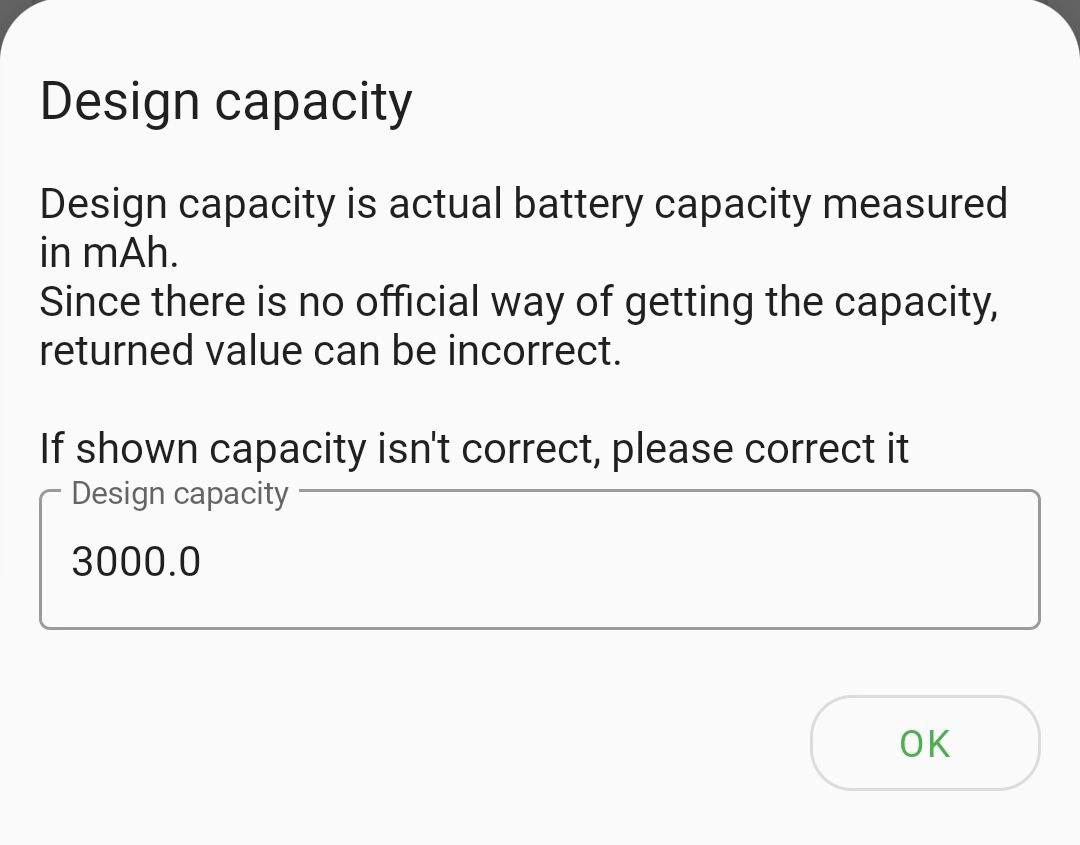 Design capacity
Design capacity is actual battery capacity measured
in mAh.
Since there is no official way of getting the capacity,
returned value can be incorrect.
If shown capacity isn't correct, please correct it
Design capacity
3000.0
OK